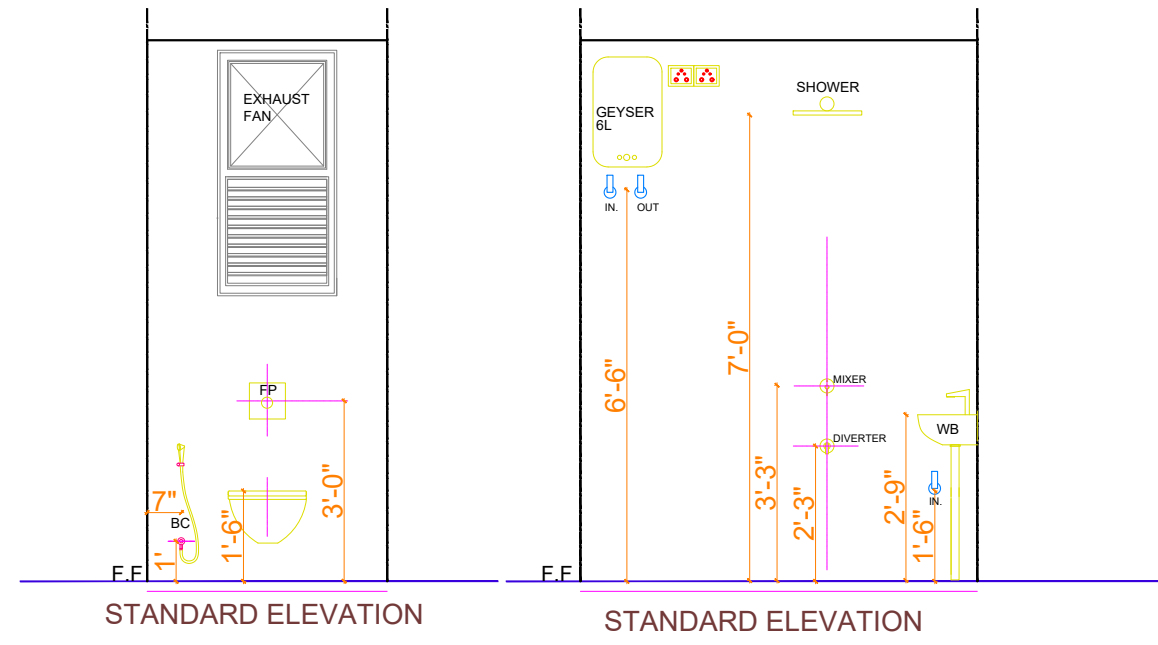 EXHAUST
FAN
FP
3'-0"
7"
BC
1'
1'-6"
F.F
STANDARD ELEVATION
GEYSER
6L
IN.
OUT
SHOWER
6'-6"
7'-0"
MIXER
DIVERTER
3'-3"
2'-3"
WB
2'-9"
IN.
1'-6"
F.F
STANDARD ELEVATION